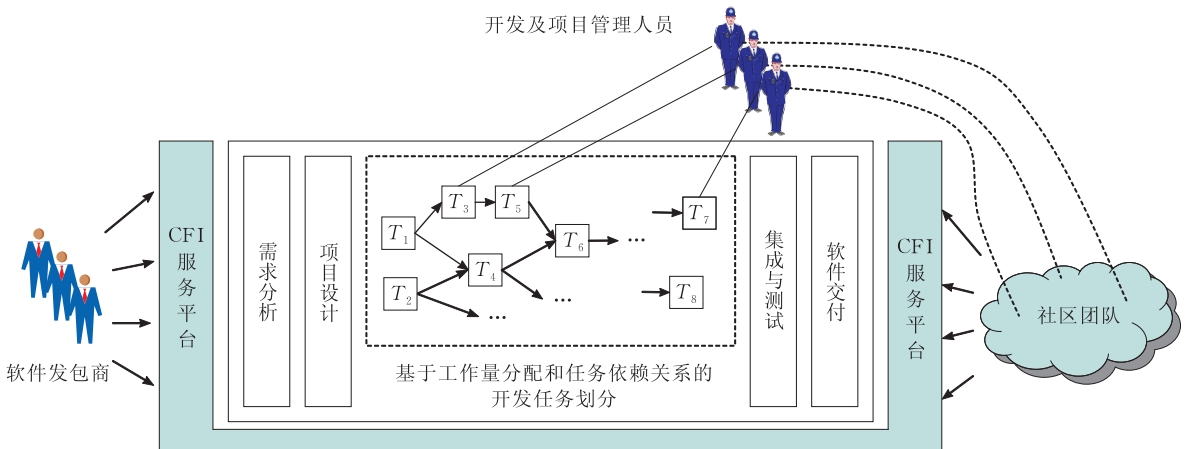 开发及项目管理人员
CFI
服务平台
需求分析
项目设计
T3
T5
T7
T1
T6
...
T4
T2
...
T8
...
集成与测试
软件交付
CFI
服务平台
社区团队
软件发包商
基于工作量分配和任务依赖关系的
开发任务划分